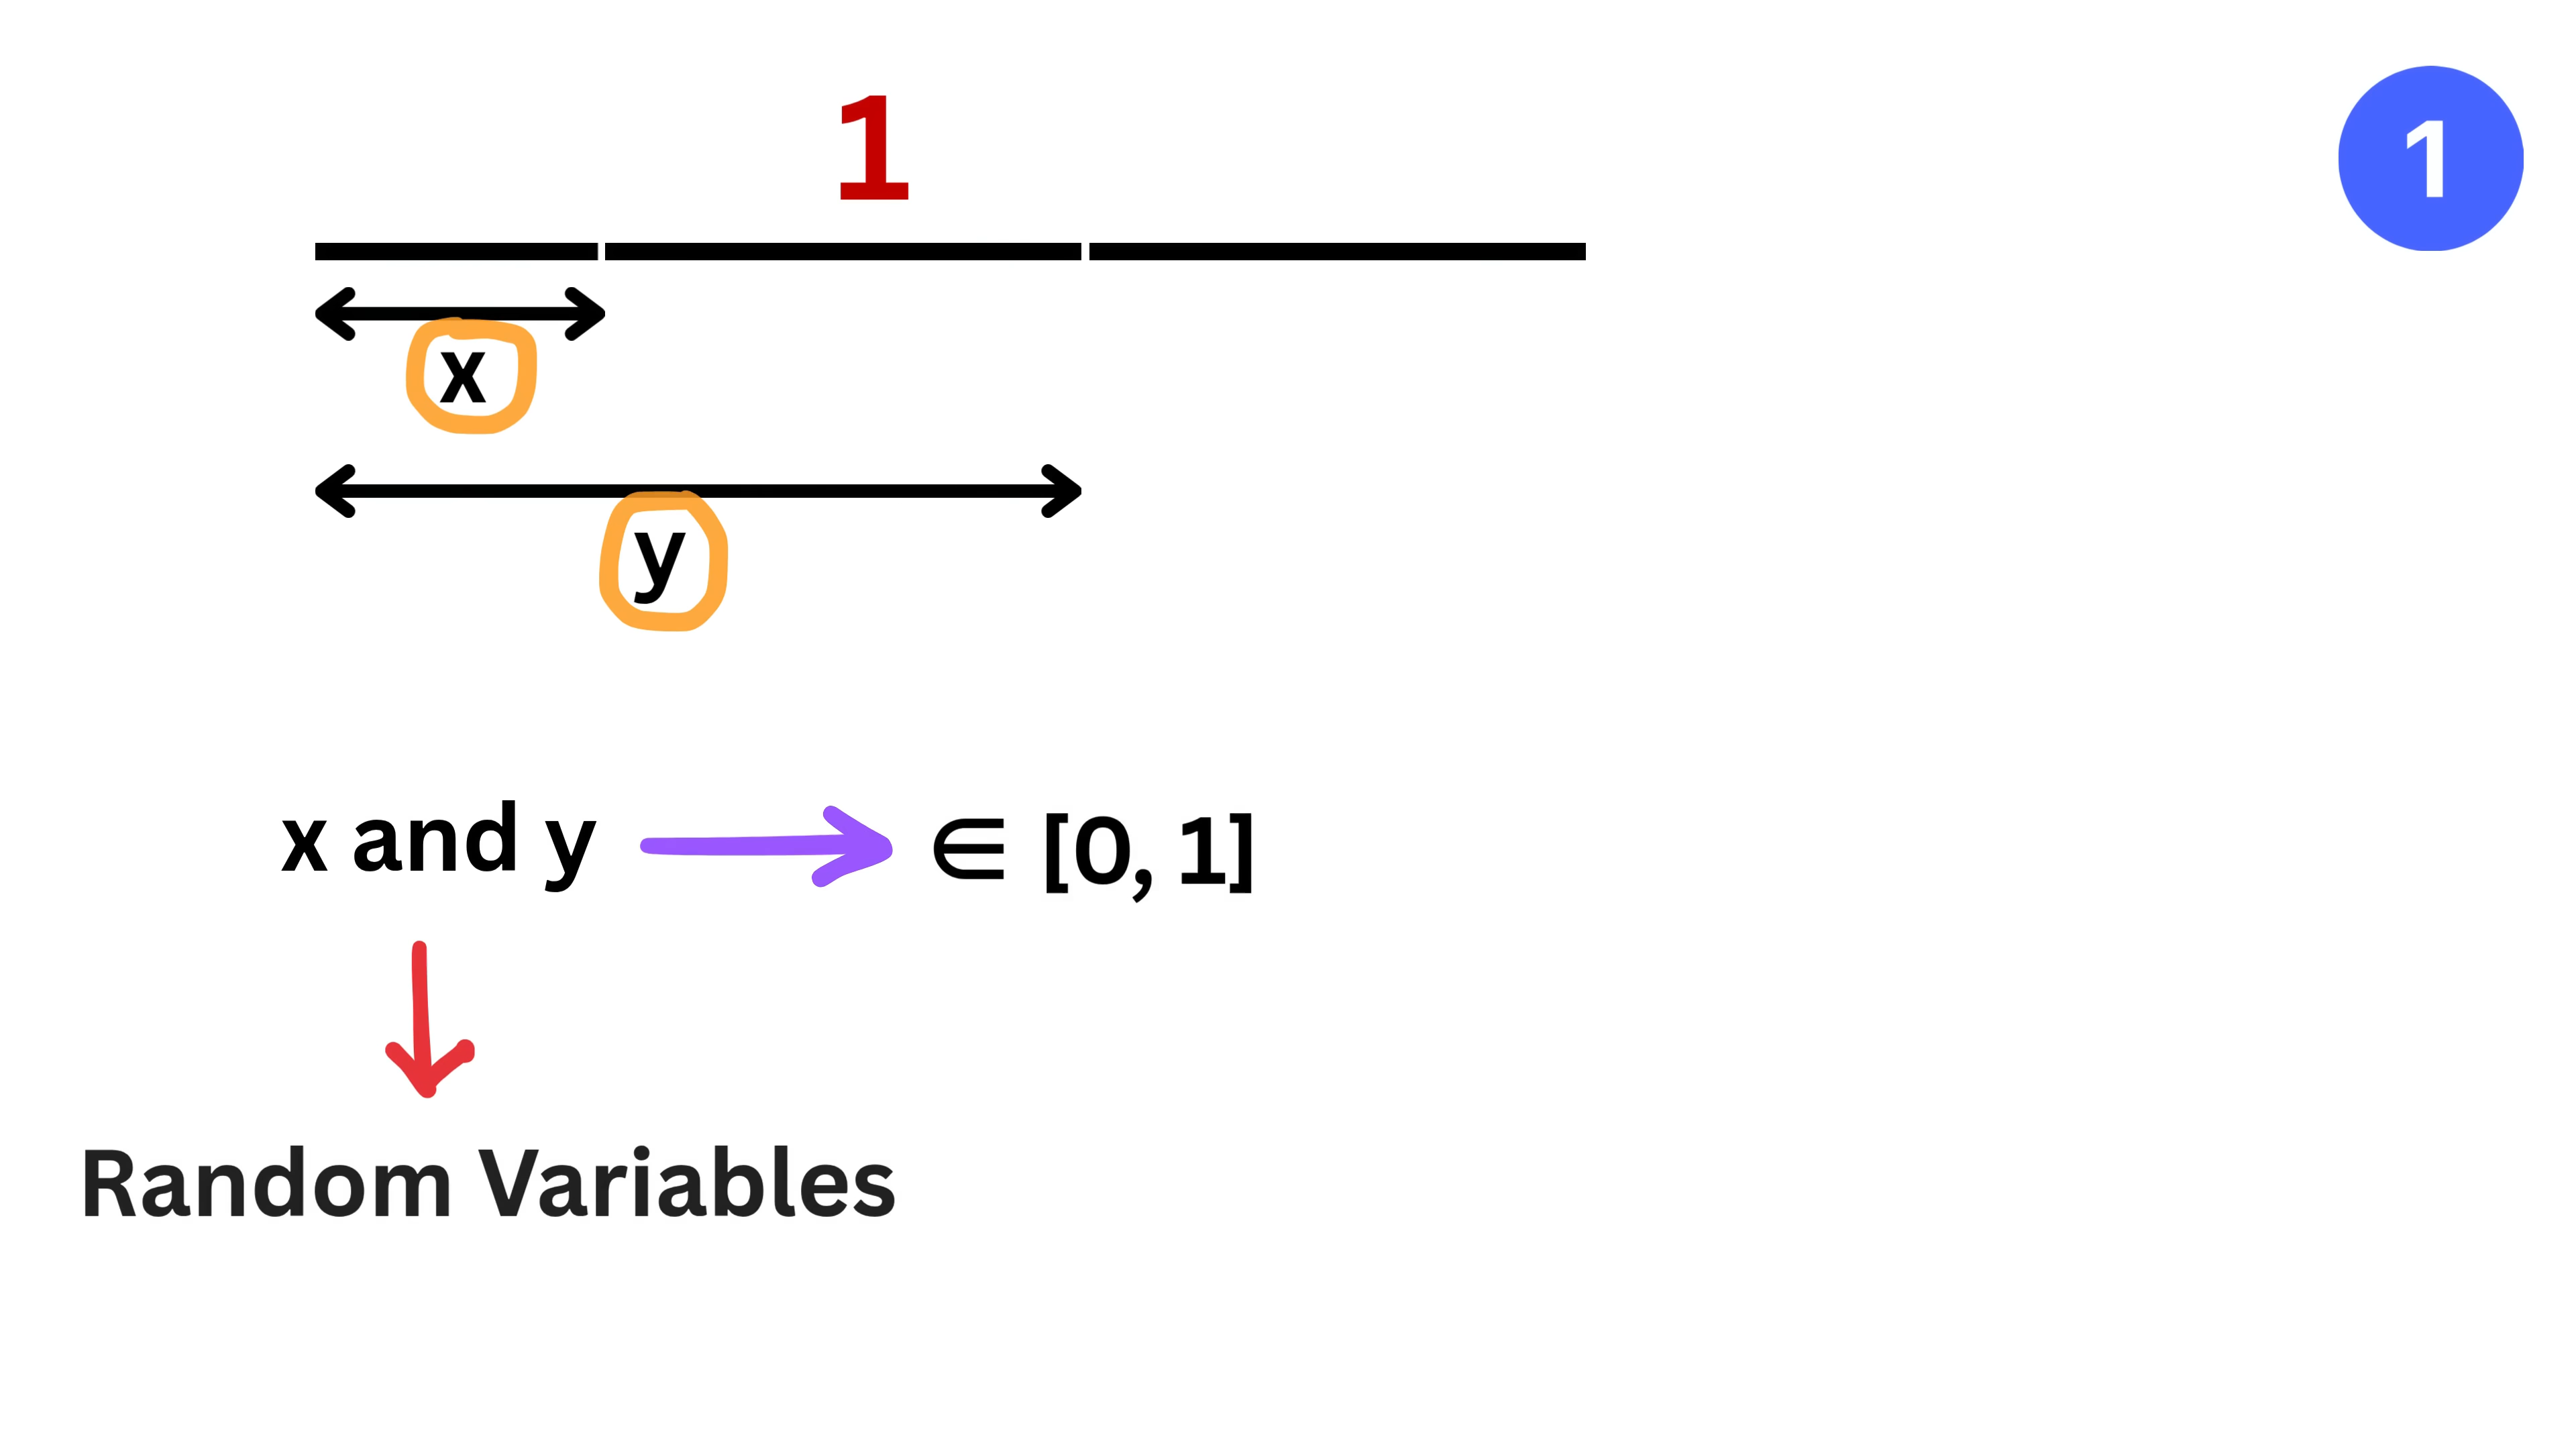 1
1
x
y
x and y ∈ [0, 1]
Random Variables